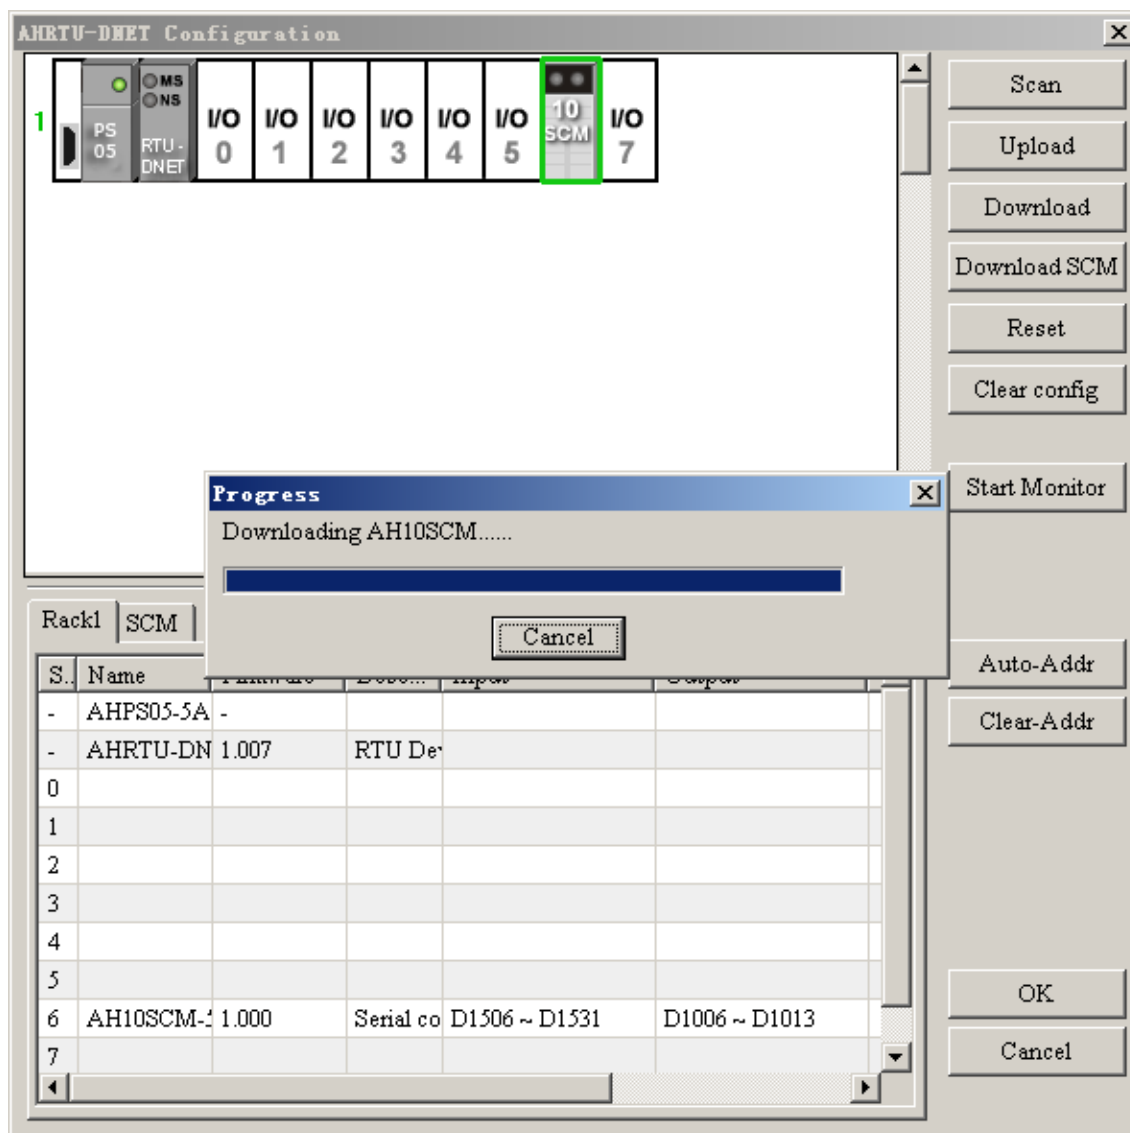 AHRTU-DNET Configuration
MS
NS
1
PS
05
RTU-
DNET
I/O
0
I/O
1
I/O
2
I/O
3
I/O
4
I/O
5
10
SCM
I/O
7
Scan
Upload
Download
Download SCM
Reset
Clear config
Start Monitor
Progress
Downloading AH10SCM......
Cancel
Rack1 SCM
Auto-Addr
Clear-Addr
S.. Name
- AHPS05-5A -
- AHRTU-DN 1.007 RTU De
0
1
2
3
4
5
6 AH10SCM- 1.000 Serial co D1506 ~ D1531 D1006 ~ D1013
7
OK
Cancel